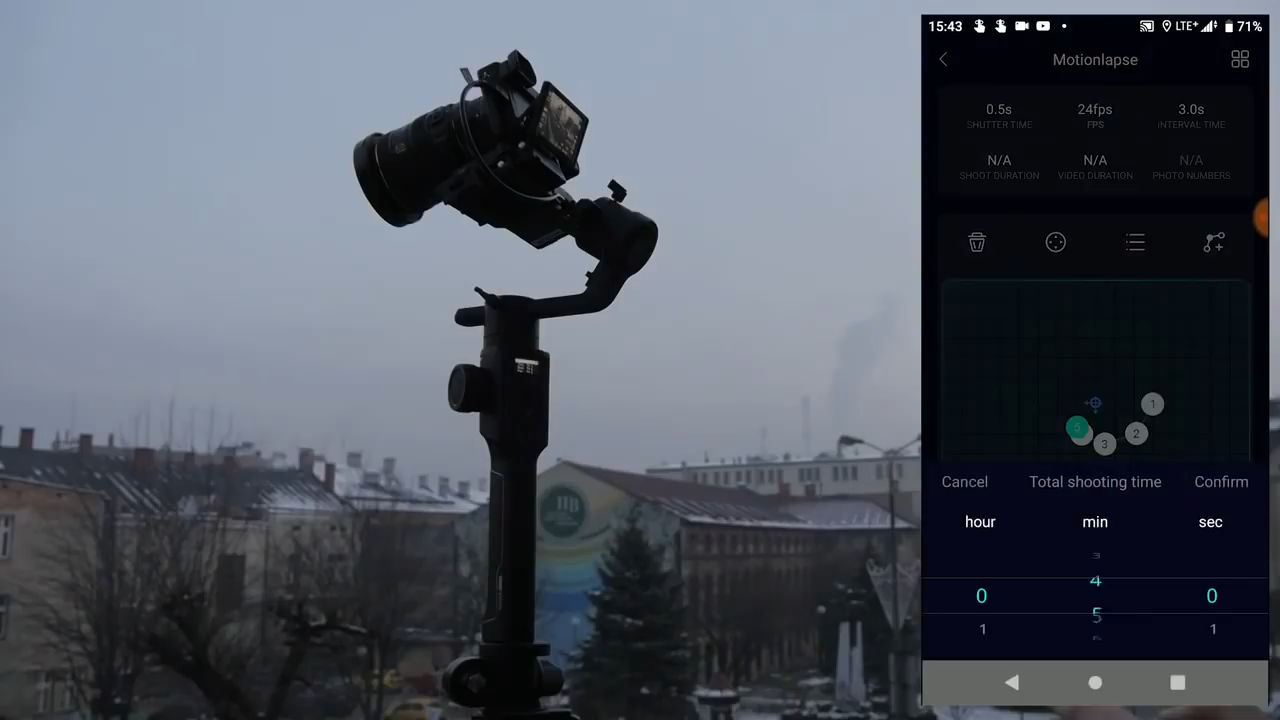 15:43 LTE+ 71%
Motionlapse
0.5s 24fps 3.0s
SHUTTER TIME FPS INTERVAL TIME
N/A N/A N/A
SHOOT DURATION VIDEO DURATION PHOTO NUMBERS
1
5 2
3
Cancel Total shooting time Confirm
hour min sec
3
4
0 0
5
1 1